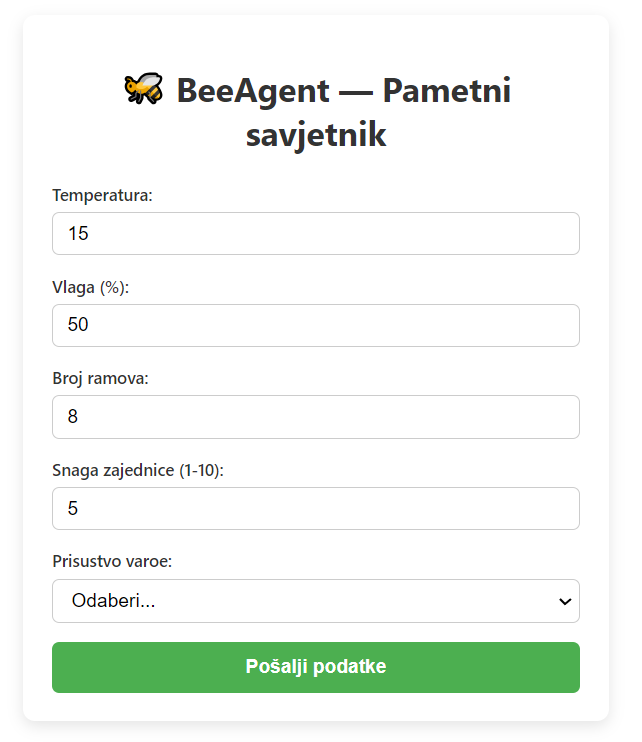 BeeAgent — Pametni
savjetnik
Temperatura:
15
Vlaga (%):
50
Broj ramova:
8
Snaga zajednice (1-10):
5
Prisustvo varoe:
Odaberi...
Pošalji podatke